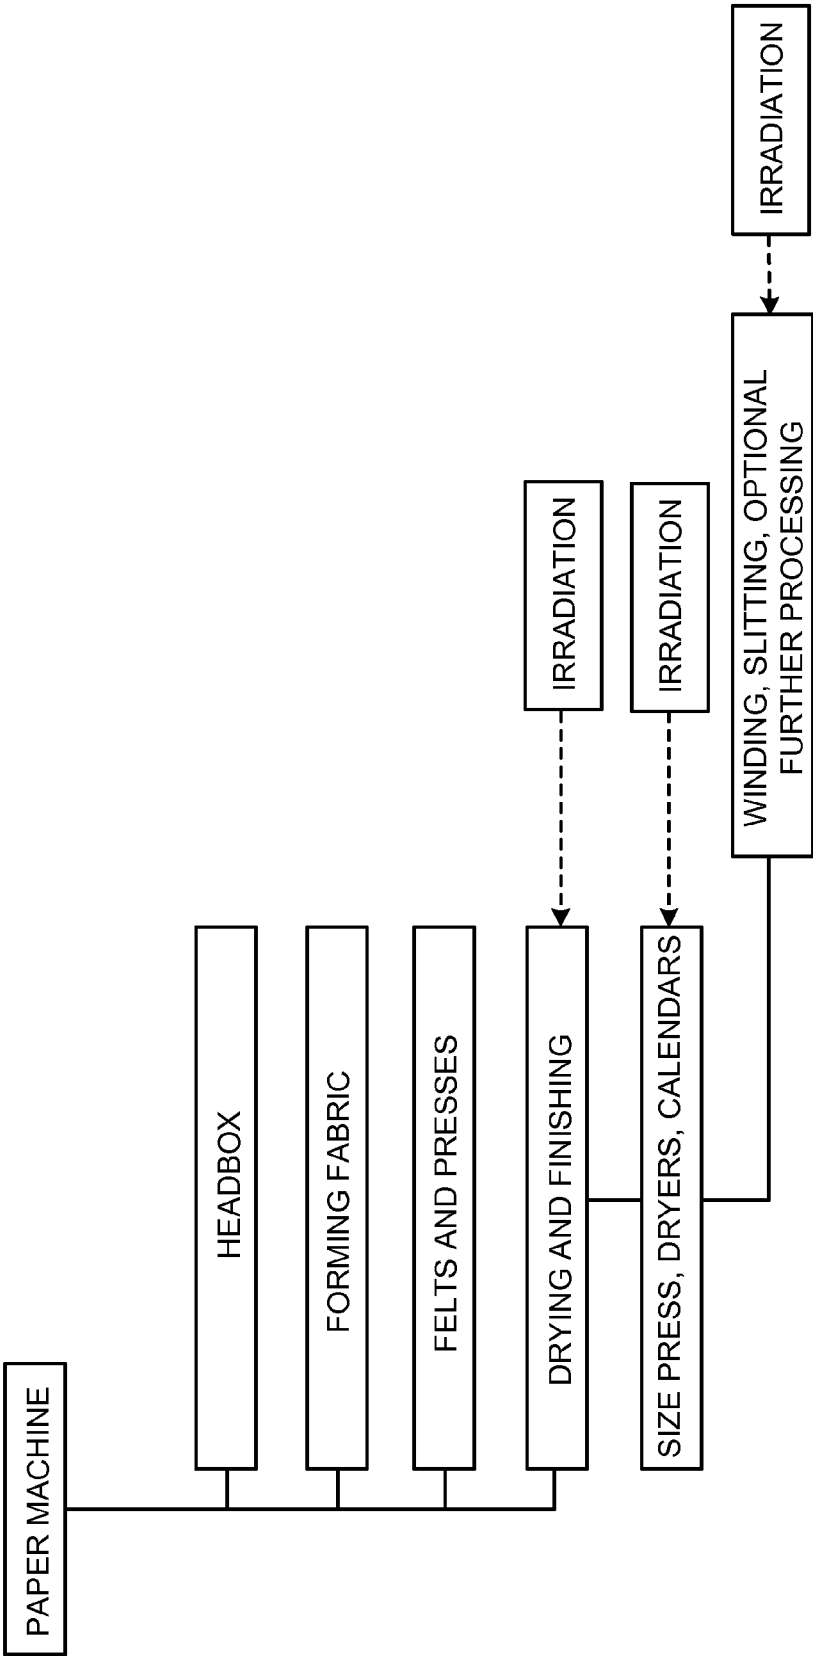 PAPER MACHINE
HEADBOX
FORMING FABRIC
FELTS AND PRESSES
DRYING AND FINISHING
IRRADIATION
SIZE PRESS, DRYERS, CALENDARS
IRRADIATION
WINDING, SLITTING, OPTIONAL
FURTHER PROCESSING
IRRADIATION